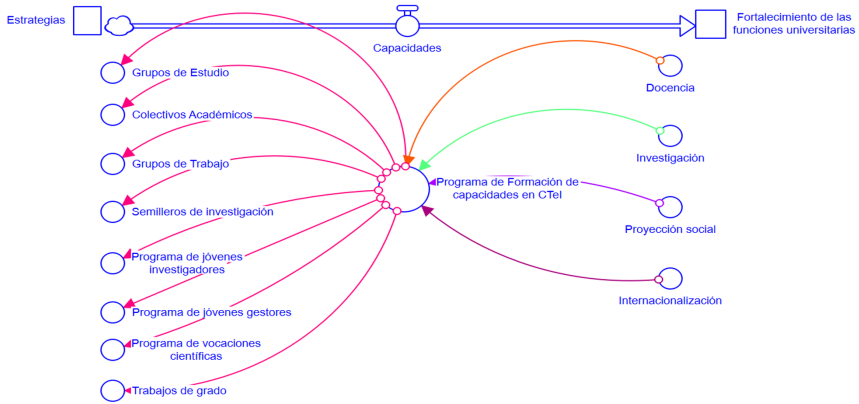 Estrategias
Capacidades
Fortalecimiento de las
funciones universitarias
Grupos de Estudio
Colectivos Académicos
Grupos de Trabajo
Semilleros de investigación
Programa de jóvenes
investigadores
Programa de jóvenes gestores
Programa de vocaciones
científicas
Trabajos de grado
Programa de Formación de
capacidades en CTeI
Docencia
Investigación
Proyección social
Internacionalización